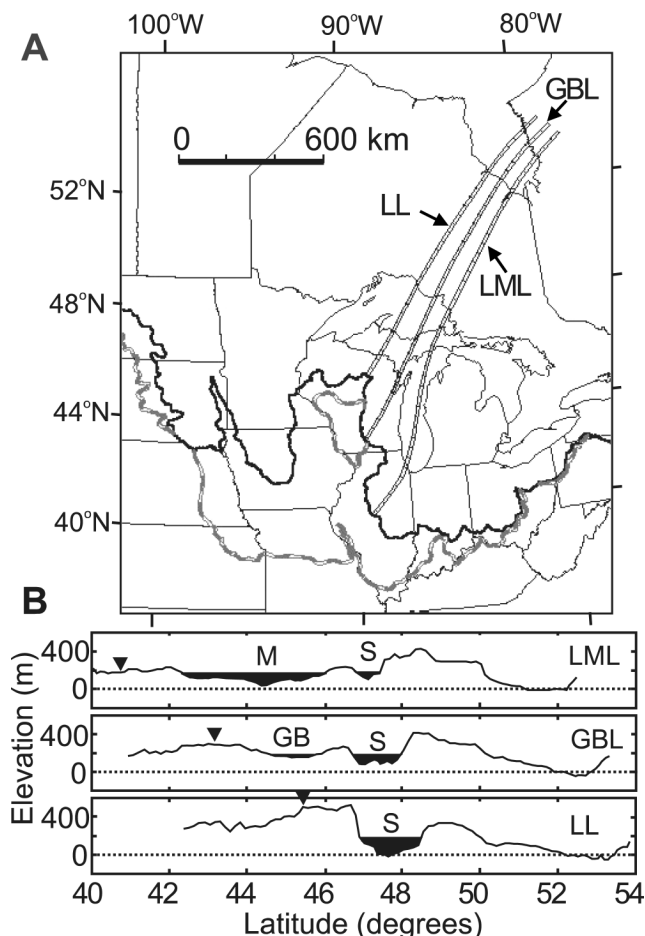 100°W 90°W 80°W
A
GBL
0 600 km
52°N
LL
LML
48°N
44°N
40°N
B
Elevation (m)
400
0
M S LML
400
0
GB S GBL
400
0
S LL
40 42 44 46 48 50 52 54
Latitude (degrees)